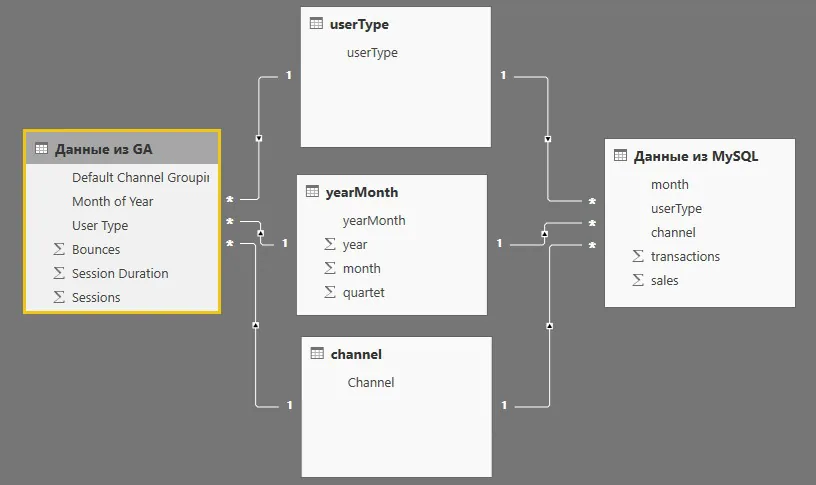 userType
userType
1
1
Данные из GA
Default Channel Groupin
Month of Year
User Type
Σ Bounces
Σ Session Duration
Σ Sessions
*
*
*
yearMonth
yearMonth
Σ year
Σ month
Σ quartet
1
1
Данные из MySQL
month
userType
channel
Σ transactions
Σ sales
*
*
*
channel
Channel
1
1